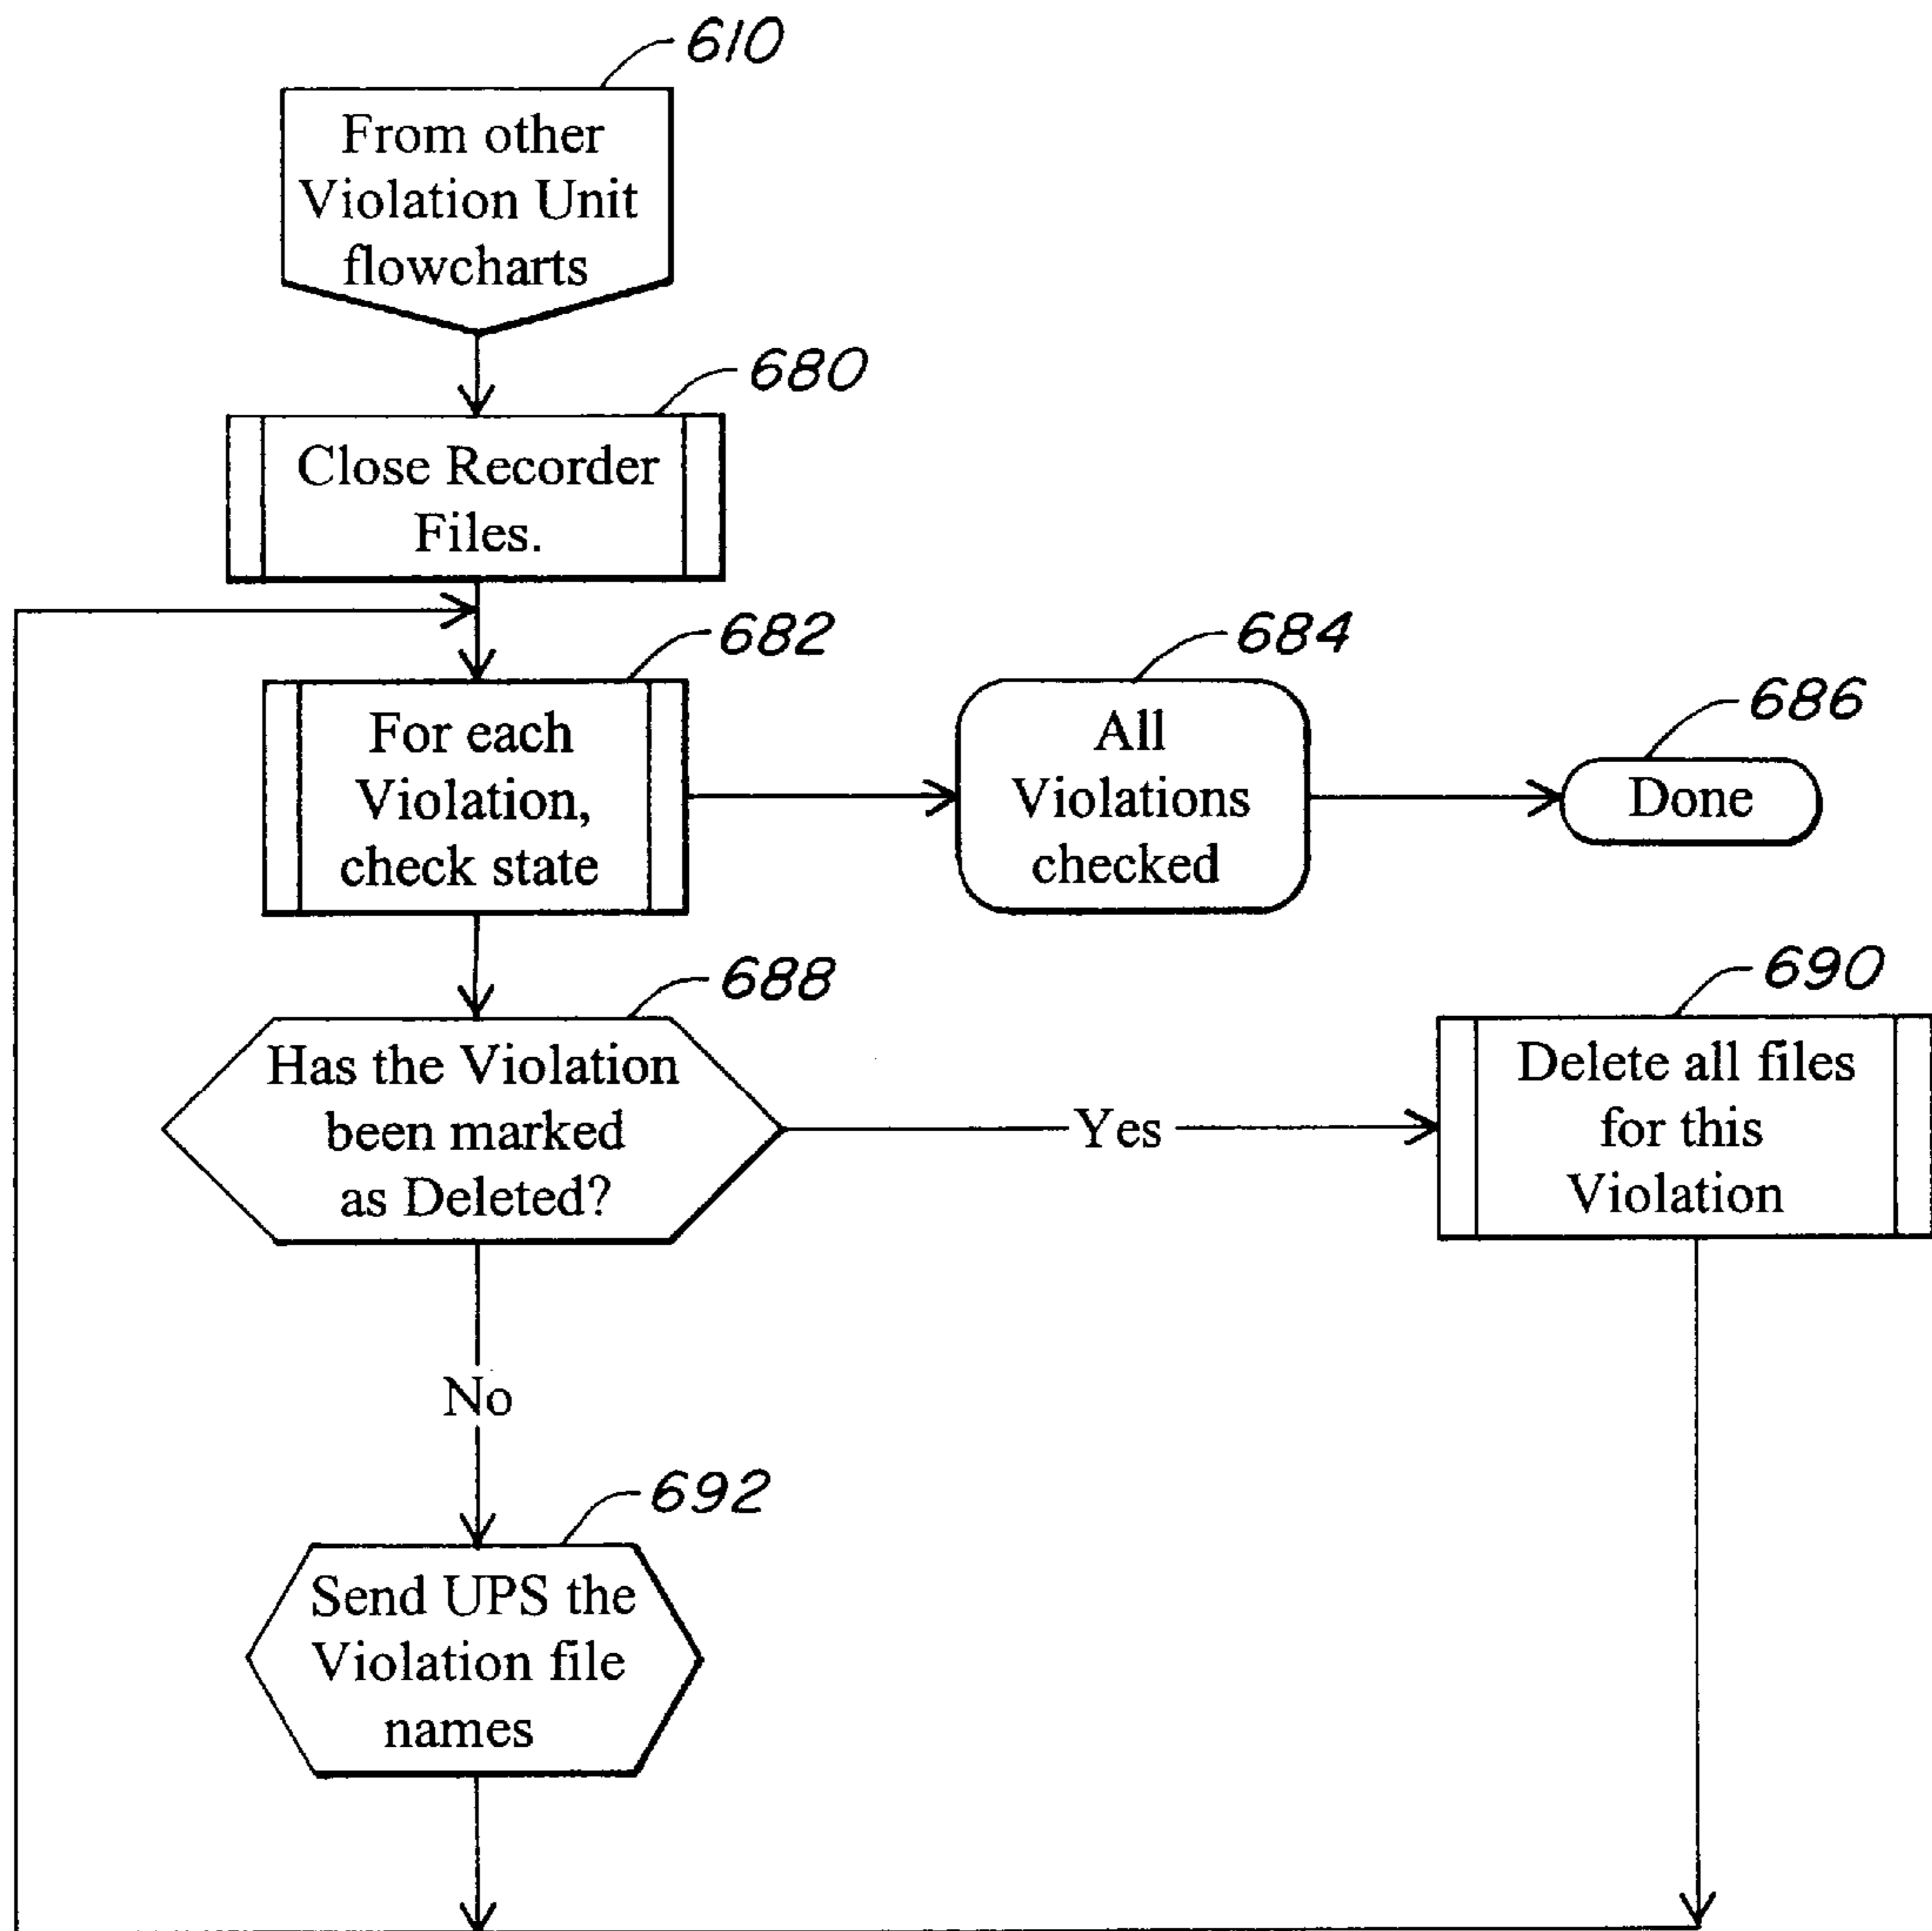 610
From other
Violation Unit
flowcharts
680
Close Recorder
Files.
682
For each
Violation,
check state
684
All
Violations
checked
686
Done
688
Has the Violation
been marked
as Deleted?
Yes
690
Delete all files
for this
Violation
No
692
Send UPS the
Violation file
names